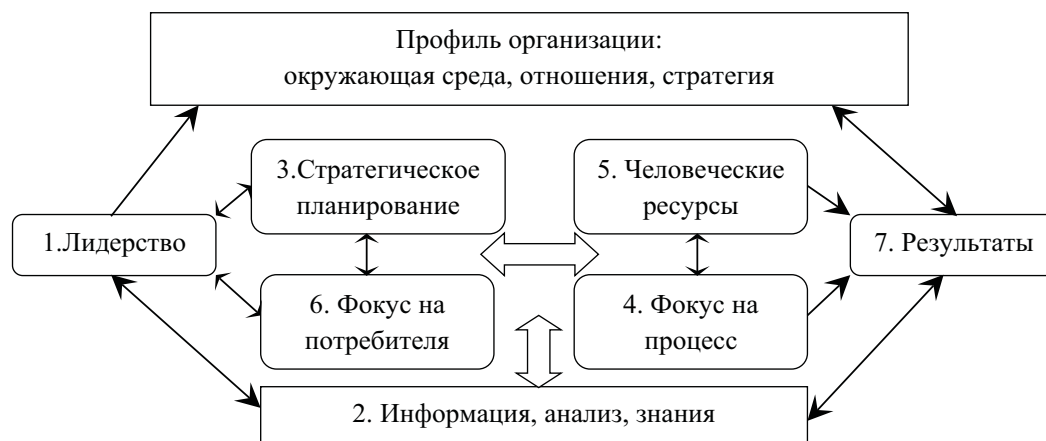 Профиль организации:
окружающая среда, отношения, стратегия
3.Стратегическое
планирование
5. Человеческие
ресурсы
1.Лидерство
7. Результаты
6. Фокус на
потребителя
4. Фокус на
процесс
2. Информация, анализ, знания